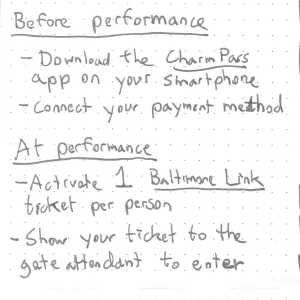 Before performance
- Download the CharmPass
app on your smartphone
- Connect your payment method
At performance
- Activate 1 Baltimore Link
ticket per person
- Show your ticket to the
gate attendant to enter